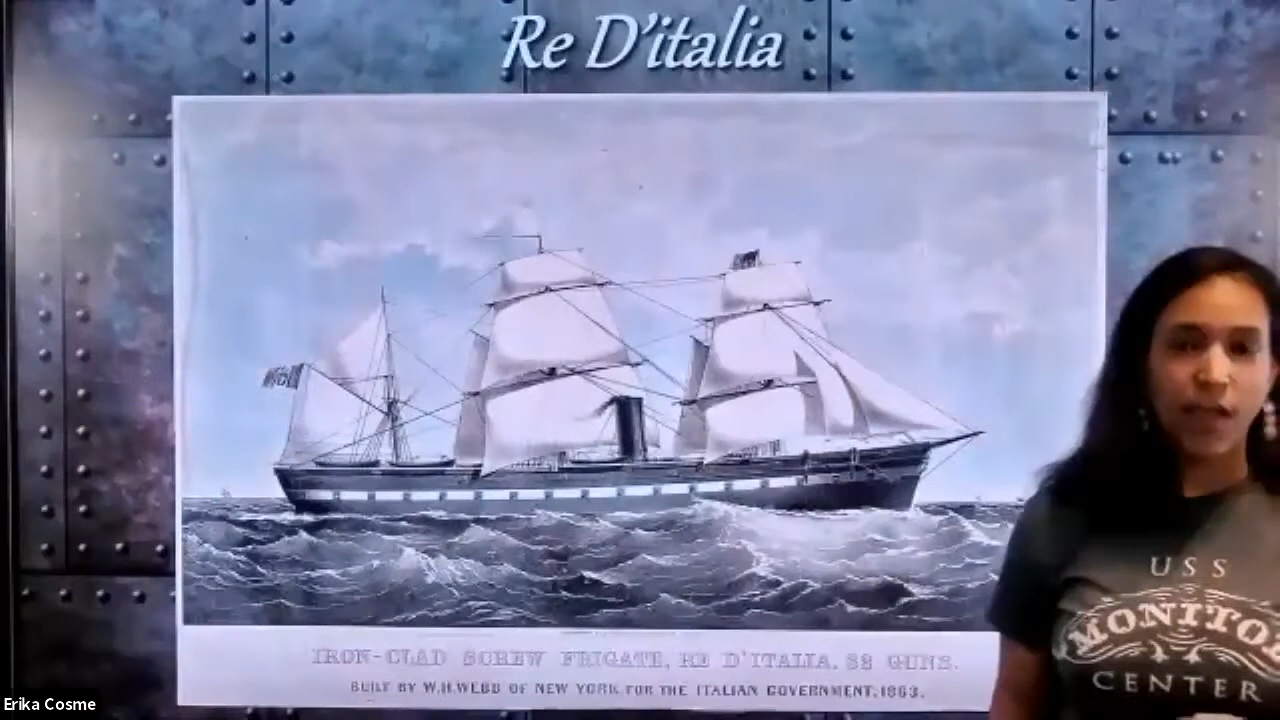 Re D'italia
IRON-CLAD SCREW FRIGATE, RE D'ITALIA. 38 GUNS.
BUILT BY W.H.WEBB OF NEW YORK FOR THE ITALIAN GOVERNMENT, 1863.
USS
MONITO
CENTER
Erika Cosme